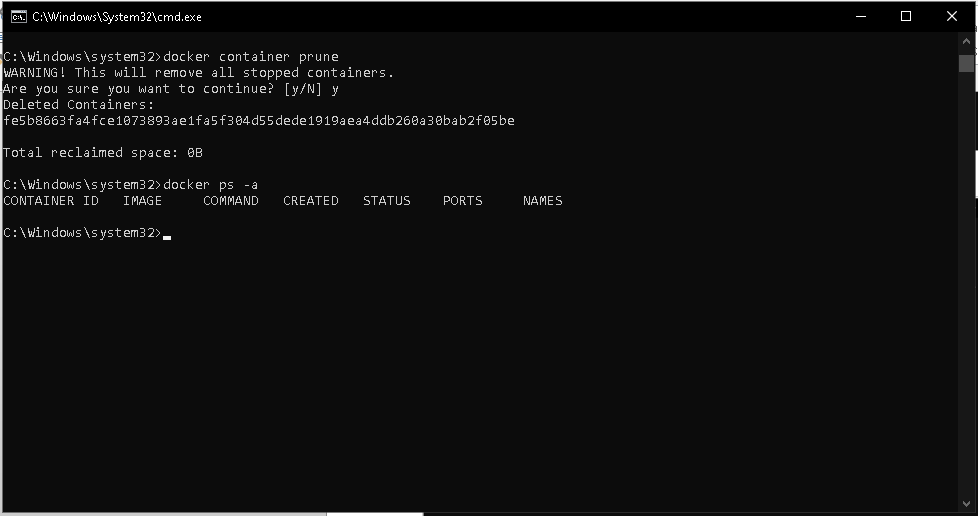 C:\Windows\System32\cmd.exe
C:\Windows\system32>docker container prune
WARNING! This will remove all stopped containers.
Are you sure you want to continue? [y/N] y
Deleted Containers:
fe5b8663fa4fce1073893ae1fa5f304d55dede1919aea4ddb260a30bab2f05be
Total reclaimed space: 0B
C:\Windows\system32>docker ps -a
CONTAINER ID   IMAGE     COMMAND   CREATED   STATUS    PORTS     NAMES
C:\Windows\system32>